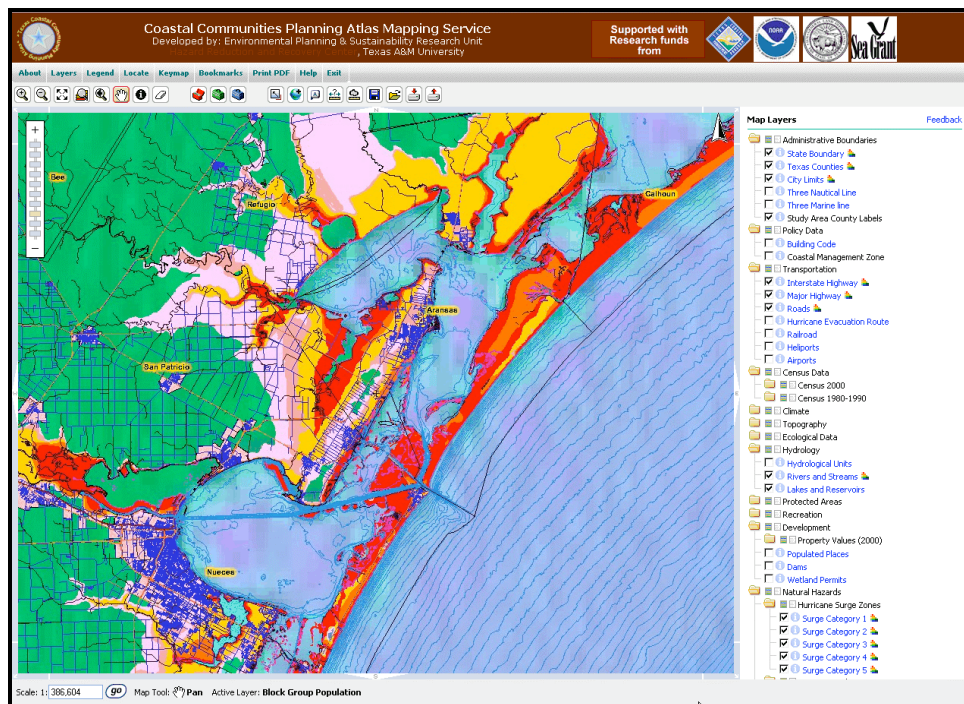 Coastal Communities Planning Atlas Mapping Service
Developed by: Environmental Planning & Sustainability Research Unit
, Texas A&M University
Supported with
Research funds
from
NOAA
Sea Grant
About Layers Legend Locate Keymap Bookmarks Print PDF Help Exit
Map Layers Feedback
Administrative Boundaries
State Boundary
Texas Counties
City Limits
Three Nautical Line
Three Marine line
Study Area County Labels
Policy Data
Building Code
Coastal Management Zone
Transportation
Interstate Highway
Major Highway
Roads
Hurricane Evacuation Route
Railroad
Heliports
Airports
Census Data
Census 2000
Census 1980-1990
Climate
Topography
Ecological Data
Hydrology
Hydrological Units
Rivers and Streams
Lakes and Reservoirs
Protected Areas
Recreation
Development
Property Values (2000)
Populated Places
Dams
Wetland Permits
Natural Hazards
Hurricane Surge Zones
Surge Category 1
Surge Category 2
Surge Category 3
Surge Category 4
Surge Category 5
Bee
Refugio
Calhoun
Aransas
San Patricio
Nueces
Scale: 1: 386,604 go Map Tool: Pan Active Layer: Block Group Population